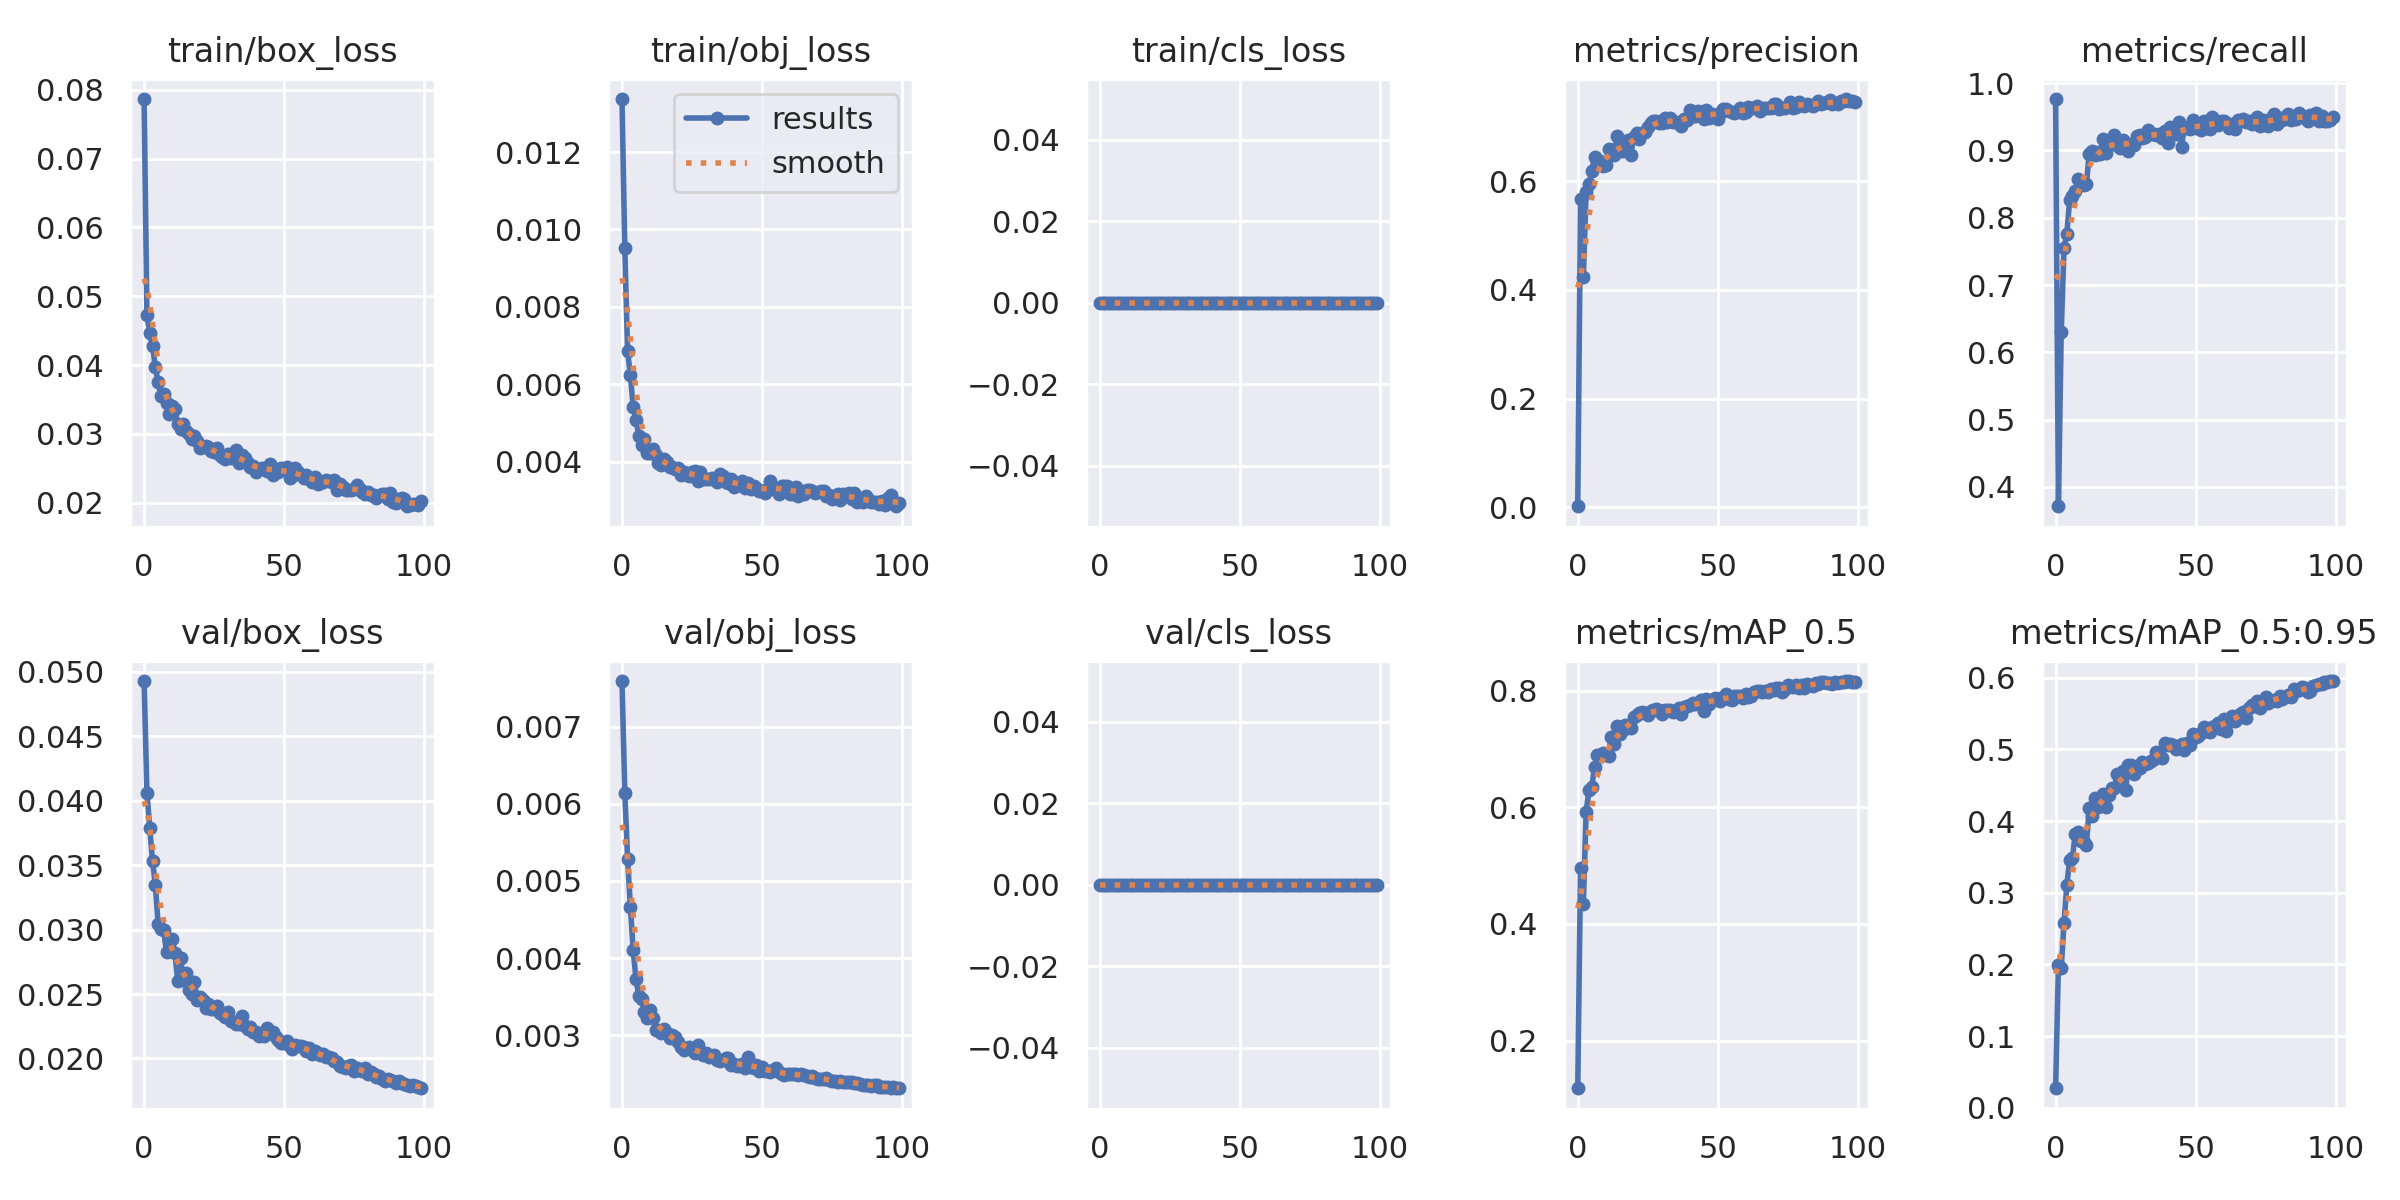 train/box_loss
0.08
0.07
0.06
0.05
0.04
0.03
0.02
0 50 100
train/obj_loss
results
smooth
0.012
0.010
0.008
0.006
0.004
0 50 100
train/cls_loss
0.04
0.02
0.00
−0.02
−0.04
0 50 100
metrics/precision
0.6
0.4
0.2
0.0
0 50 100
metrics/recall
1.0
0.9
0.8
0.7
0.6
0.5
0.4
0 50 100
val/box_loss
0.050
0.045
0.040
0.035
0.030
0.025
0.020
0 50 100
val/obj_loss
0.007
0.006
0.005
0.004
0.003
0 50 100
val/cls_loss
0.04
0.02
0.00
−0.02
−0.04
0 50 100
metrics/mAP_0.5
0.8
0.6
0.4
0.2
0 50 100
metrics/mAP_0.5:0.95
0.6
0.5
0.4
0.3
0.2
0.1
0.0
0 50 100